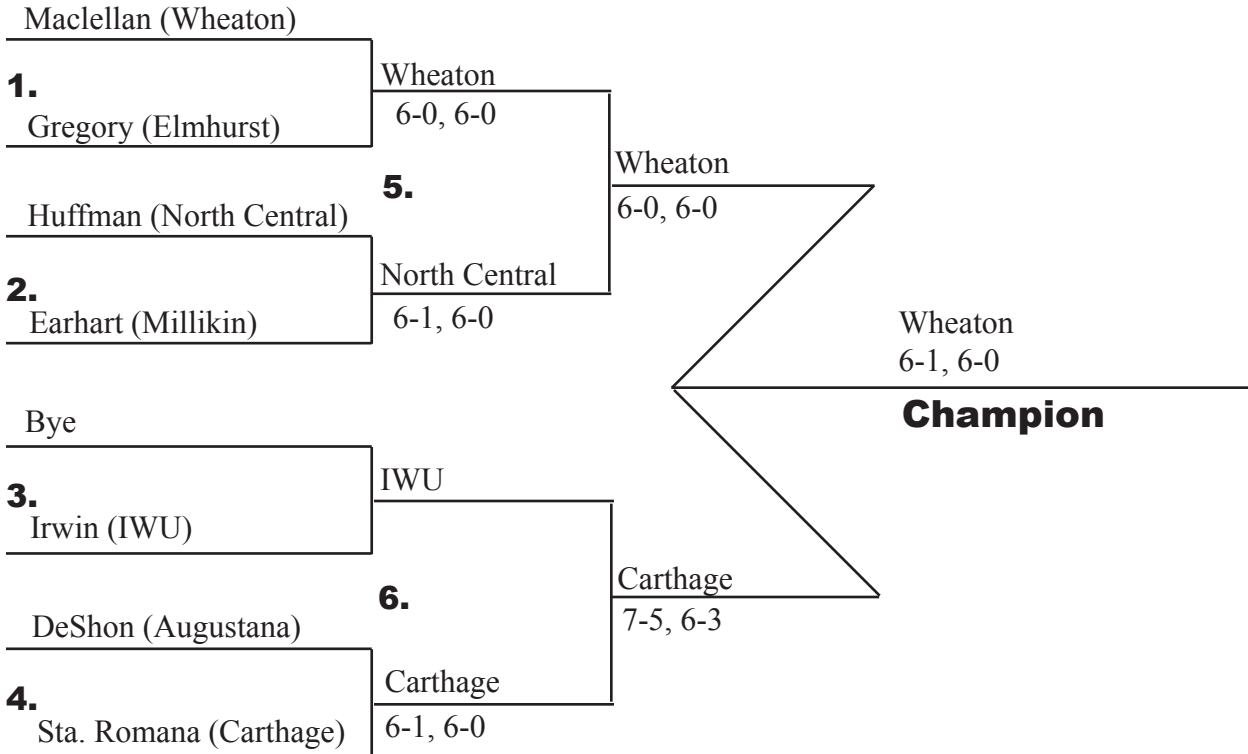 Maclellan (Wheaton)
1.
Gregory (Elmhurst)
Wheaton
6-0, 6-0
5.
Huffman (North Central)
2.
Earhart (Millikin)
North Central
6-1, 6-0
Wheaton
6-0, 6-0
Bye
3.
Irwin (IWU)
IWU
6.
DeShon (Augustana)
4.
Sta. Romana (Carthage)
Carthage
6-1, 6-0
Carthage
7-5, 6-3
Wheaton
6-1, 6-0
Champion